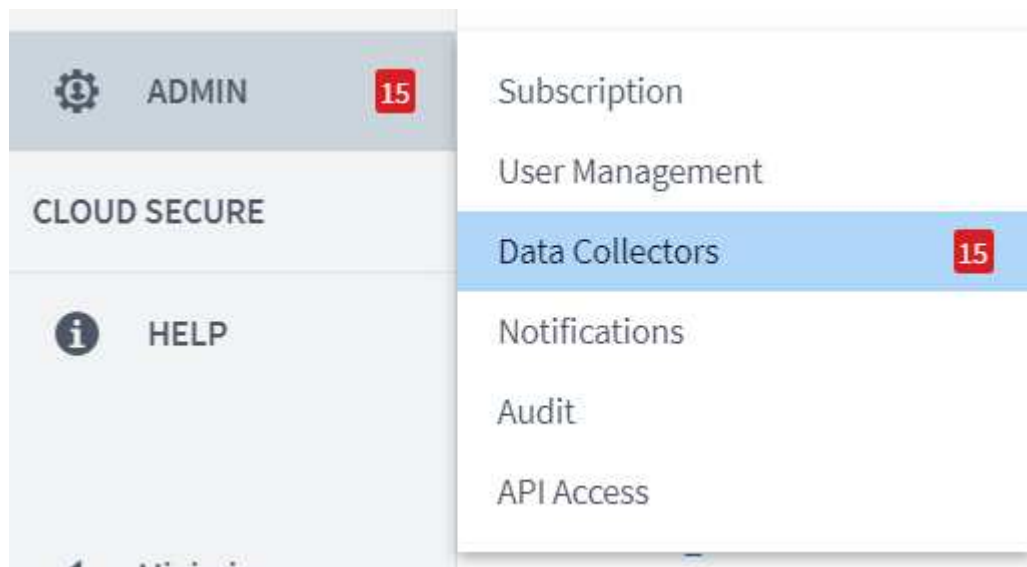 ADMIN 15
CLOUD SECURE
HELP
Subscription
User Management
Data Collectors 15
Notifications
Audit
API Access